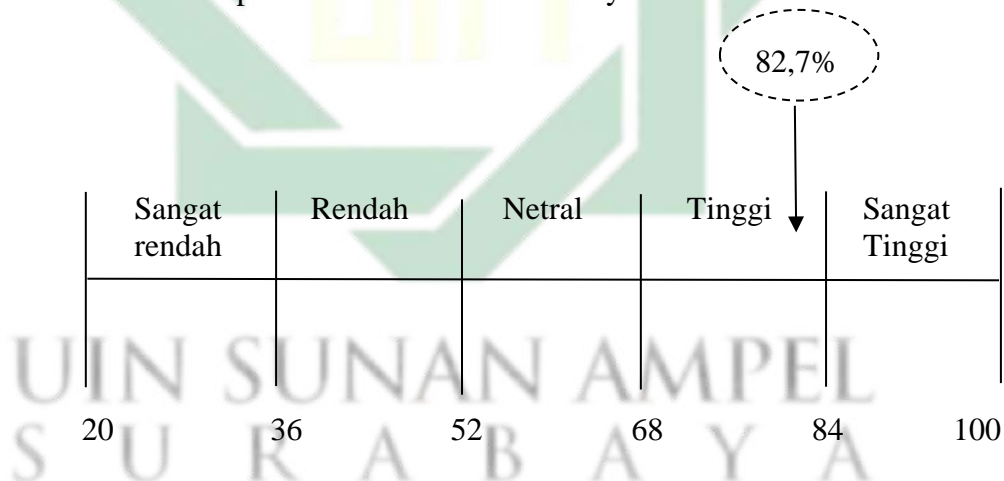 82,7%
Sangat Rendah Netral Tinggi Sangat
rendah Tinggi
UIN SUNAN AMPEL
20 36 52 68 84 100
S U R A B A Y A